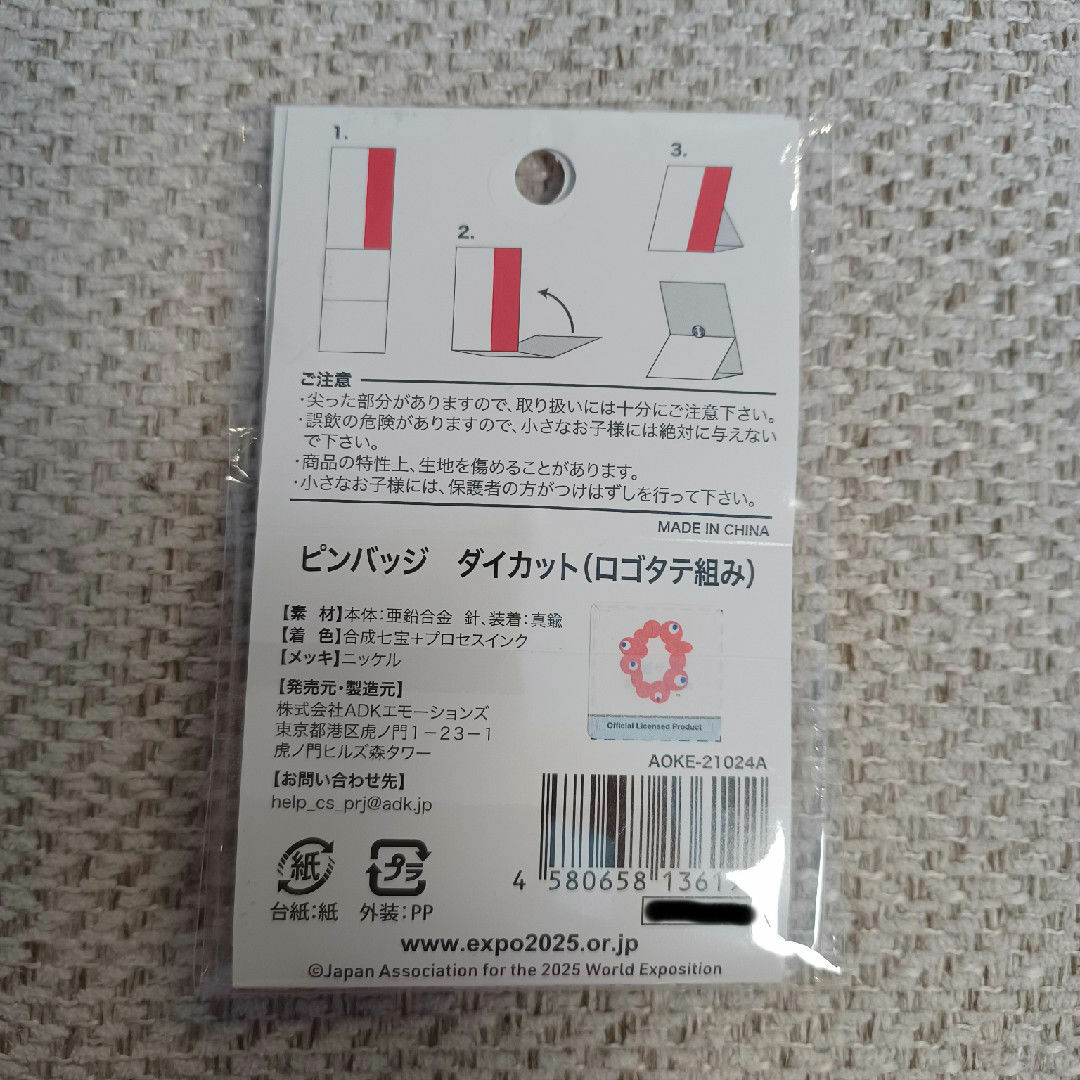 1.
2.
3.
ご注意
・尖った部分がありますので、取り扱いには十分にご注意下さい。
・誤飲の危険がありますので、小さなお子様には絶対に与えない
で下さい。
・商品の特性上、生地を傷めることがあります。
・小さなお子様には、保護者の方がつけはずしを行って下さい。
MADE IN CHINA
ピンバッジ ダイカット(ロゴタテ組み)
【素 材】本体:亜鉛合金 針、装着:真鍮
【着 色】合成七宝+プロセスインク
【メッキ】ニッケル
【発売元・製造元】
株式会社ADKエモーションズ
東京都港区虎ノ門1-23-1
虎ノ門ヒルズ森タワー
【お問い合わせ先】
help_cs_prj@adk.jp
Official Licensed Product
AOKE-21024A
4 580658 1361
紙
プラ
台紙:紙 外装:PP
www.expo2025.or.jp
©Japan Association for the 2025 World Exposition